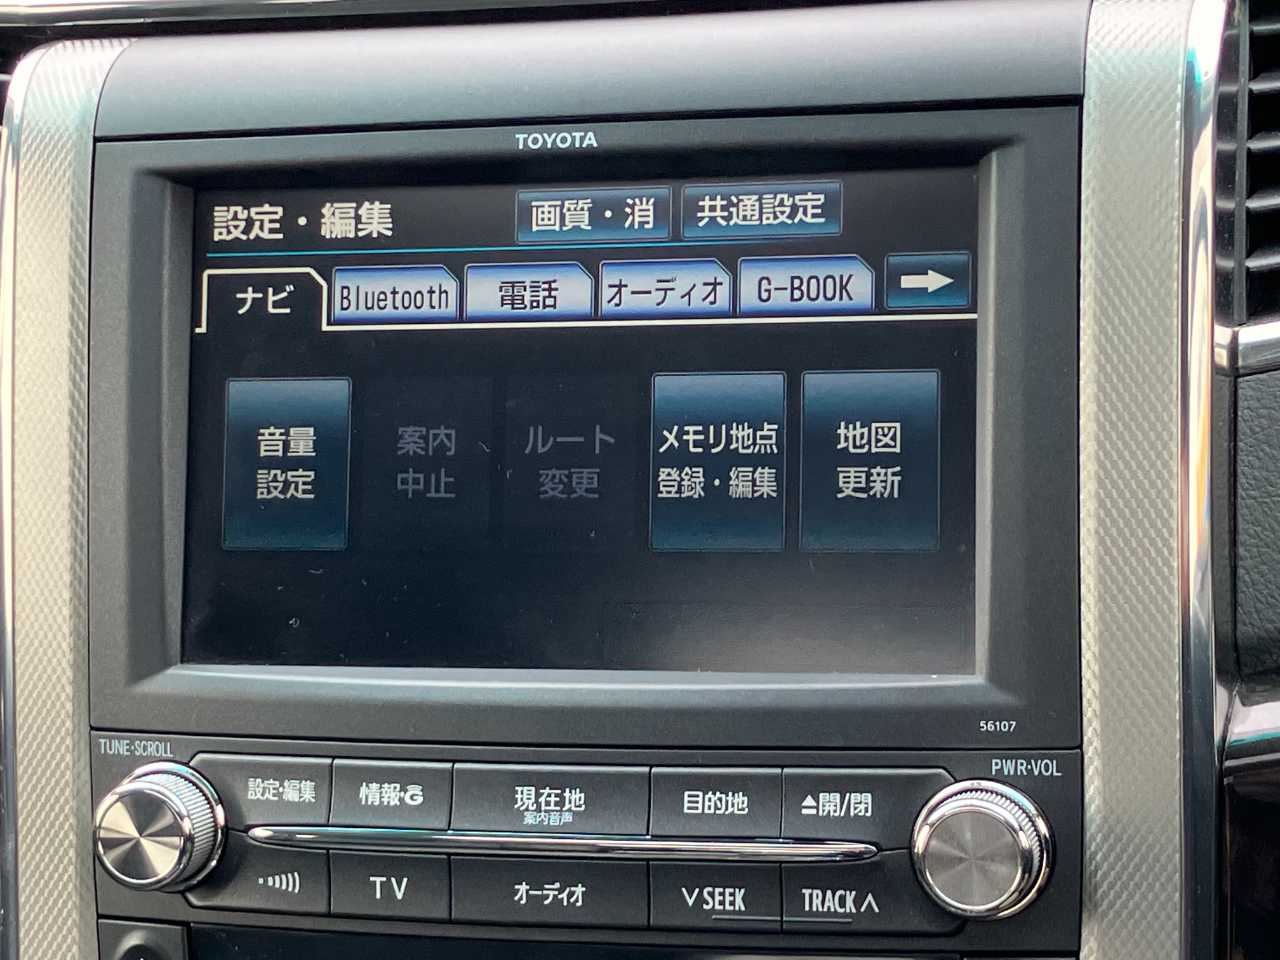 TOYOTA
設定・編集
画質・消
共通設定
ナビ
Bluetooth
電話
オーディオ
G-BOOK
音量
設定
案内
中止
ルート
変更
メモリ地点
登録・編集
地図
更新
56107
TUNE・SCROLL
PWR・VOL
設定・編集
情報・G
現在地
案内音声
目的地
開/閉
TV
オーディオ
SEEK
TRACK